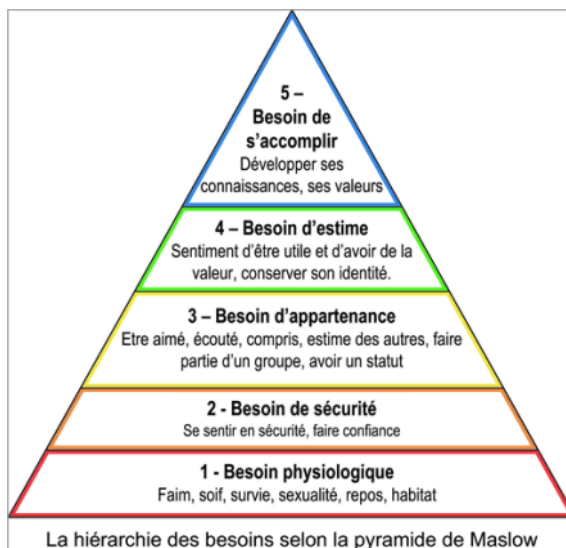 5 –
Besoin de
s’accomplir
Développer ses
connaissances, ses valeurs
4 – Besoin d’estime
Sentiment d’être utile et d’avoir de la
valeur, conserver son identité.
3 – Besoin d’appartenance
Etre aimé, écouté, compris, estime des autres, faire
partie d’un groupe, avoir un statut
2 - Besoin de sécurité
Se sentir en sécurité, faire confiance
1 - Besoin physiologique
Faim, soif, survie, sexualité, repos, habitat
La hiérarchie des besoins selon la pyramide de Maslow